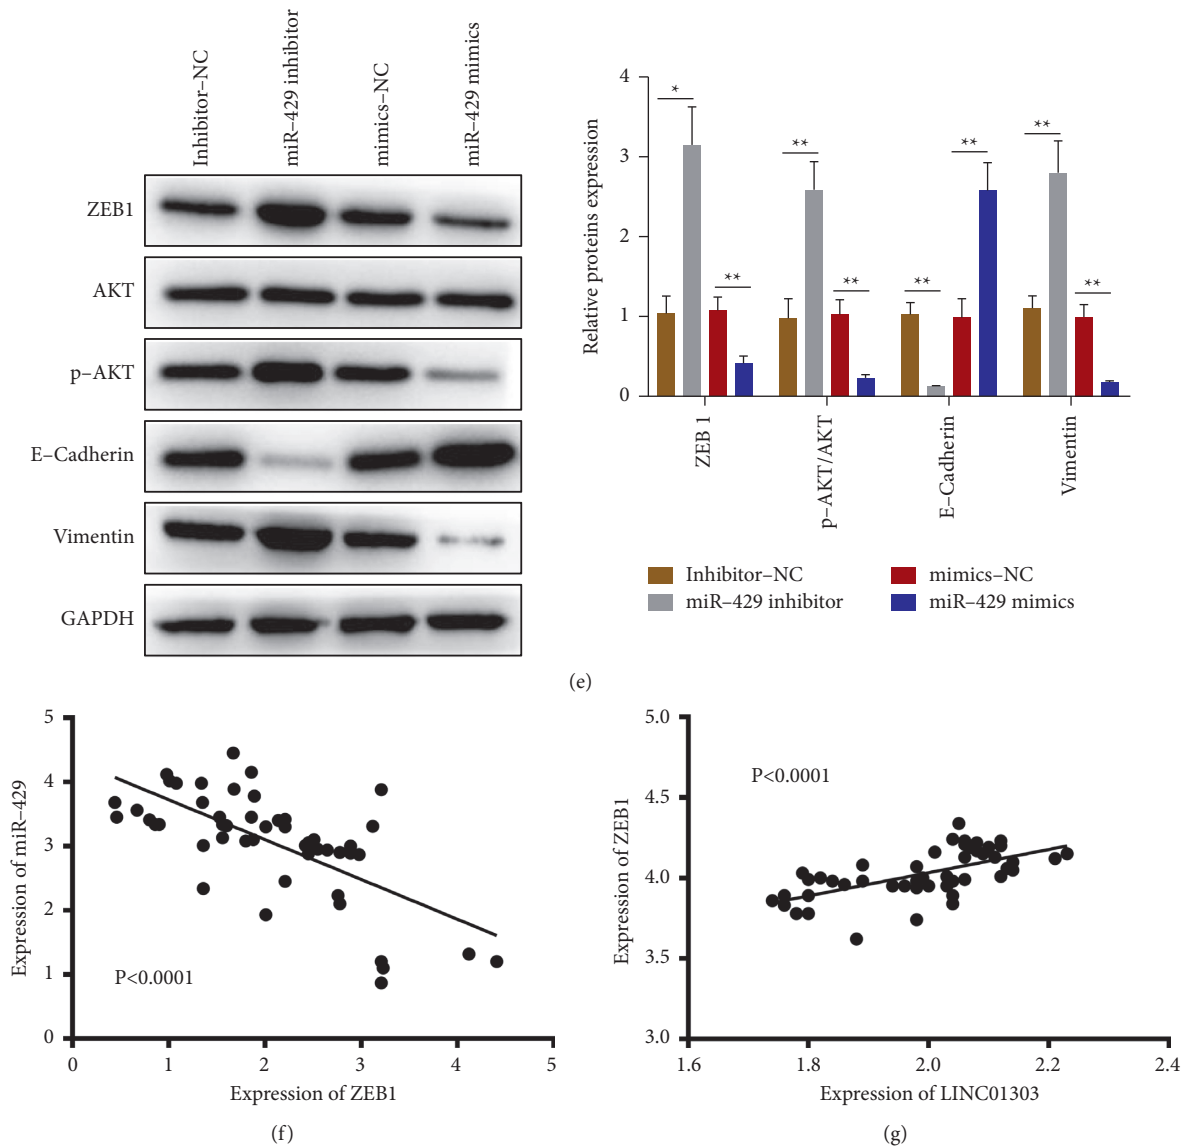 Inhibitor–NC
miR–429 inhibitor
mimics–NC
miR–429 mimics
ZEB1
AKT
p–AKT
E–Cadherin
Vimentin
GAPDH
Relative proteins expression
4
3
2
1
0
*
**
**
**
**
**
**
**
ZEB 1
p–AKT/AKT
E–Cadherin
Vimentin
Inhibitor–NC
mimics–NC
miR–429 inhibitor
miR–429 mimics
(e)
Expression of miR–429
5
4
3
2
1
0
P<0.0001
0 1 2 3 4 5
Expression of ZEB1
(f)
Expression of ZEB1
5.0
4.5
4.0
3.5
3.0
P<0.0001
1.6 1.8 2.0 2.2 2.4
Expression of LINC01303
(g)